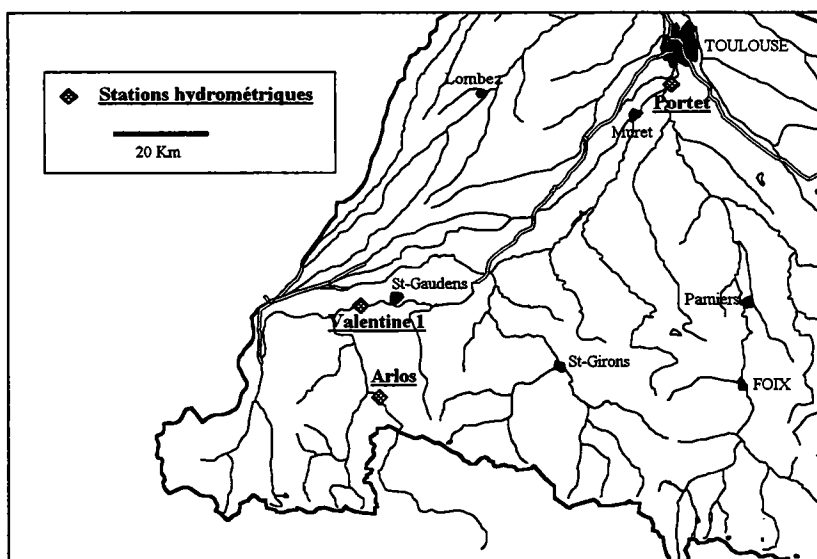 TOULOUSE
Lombez
Stations hydrométriques
20 Km
Portet
Muret
St-Gaudens
Valentine 1
Pamiers
St-Girons
Arlos
FOIX